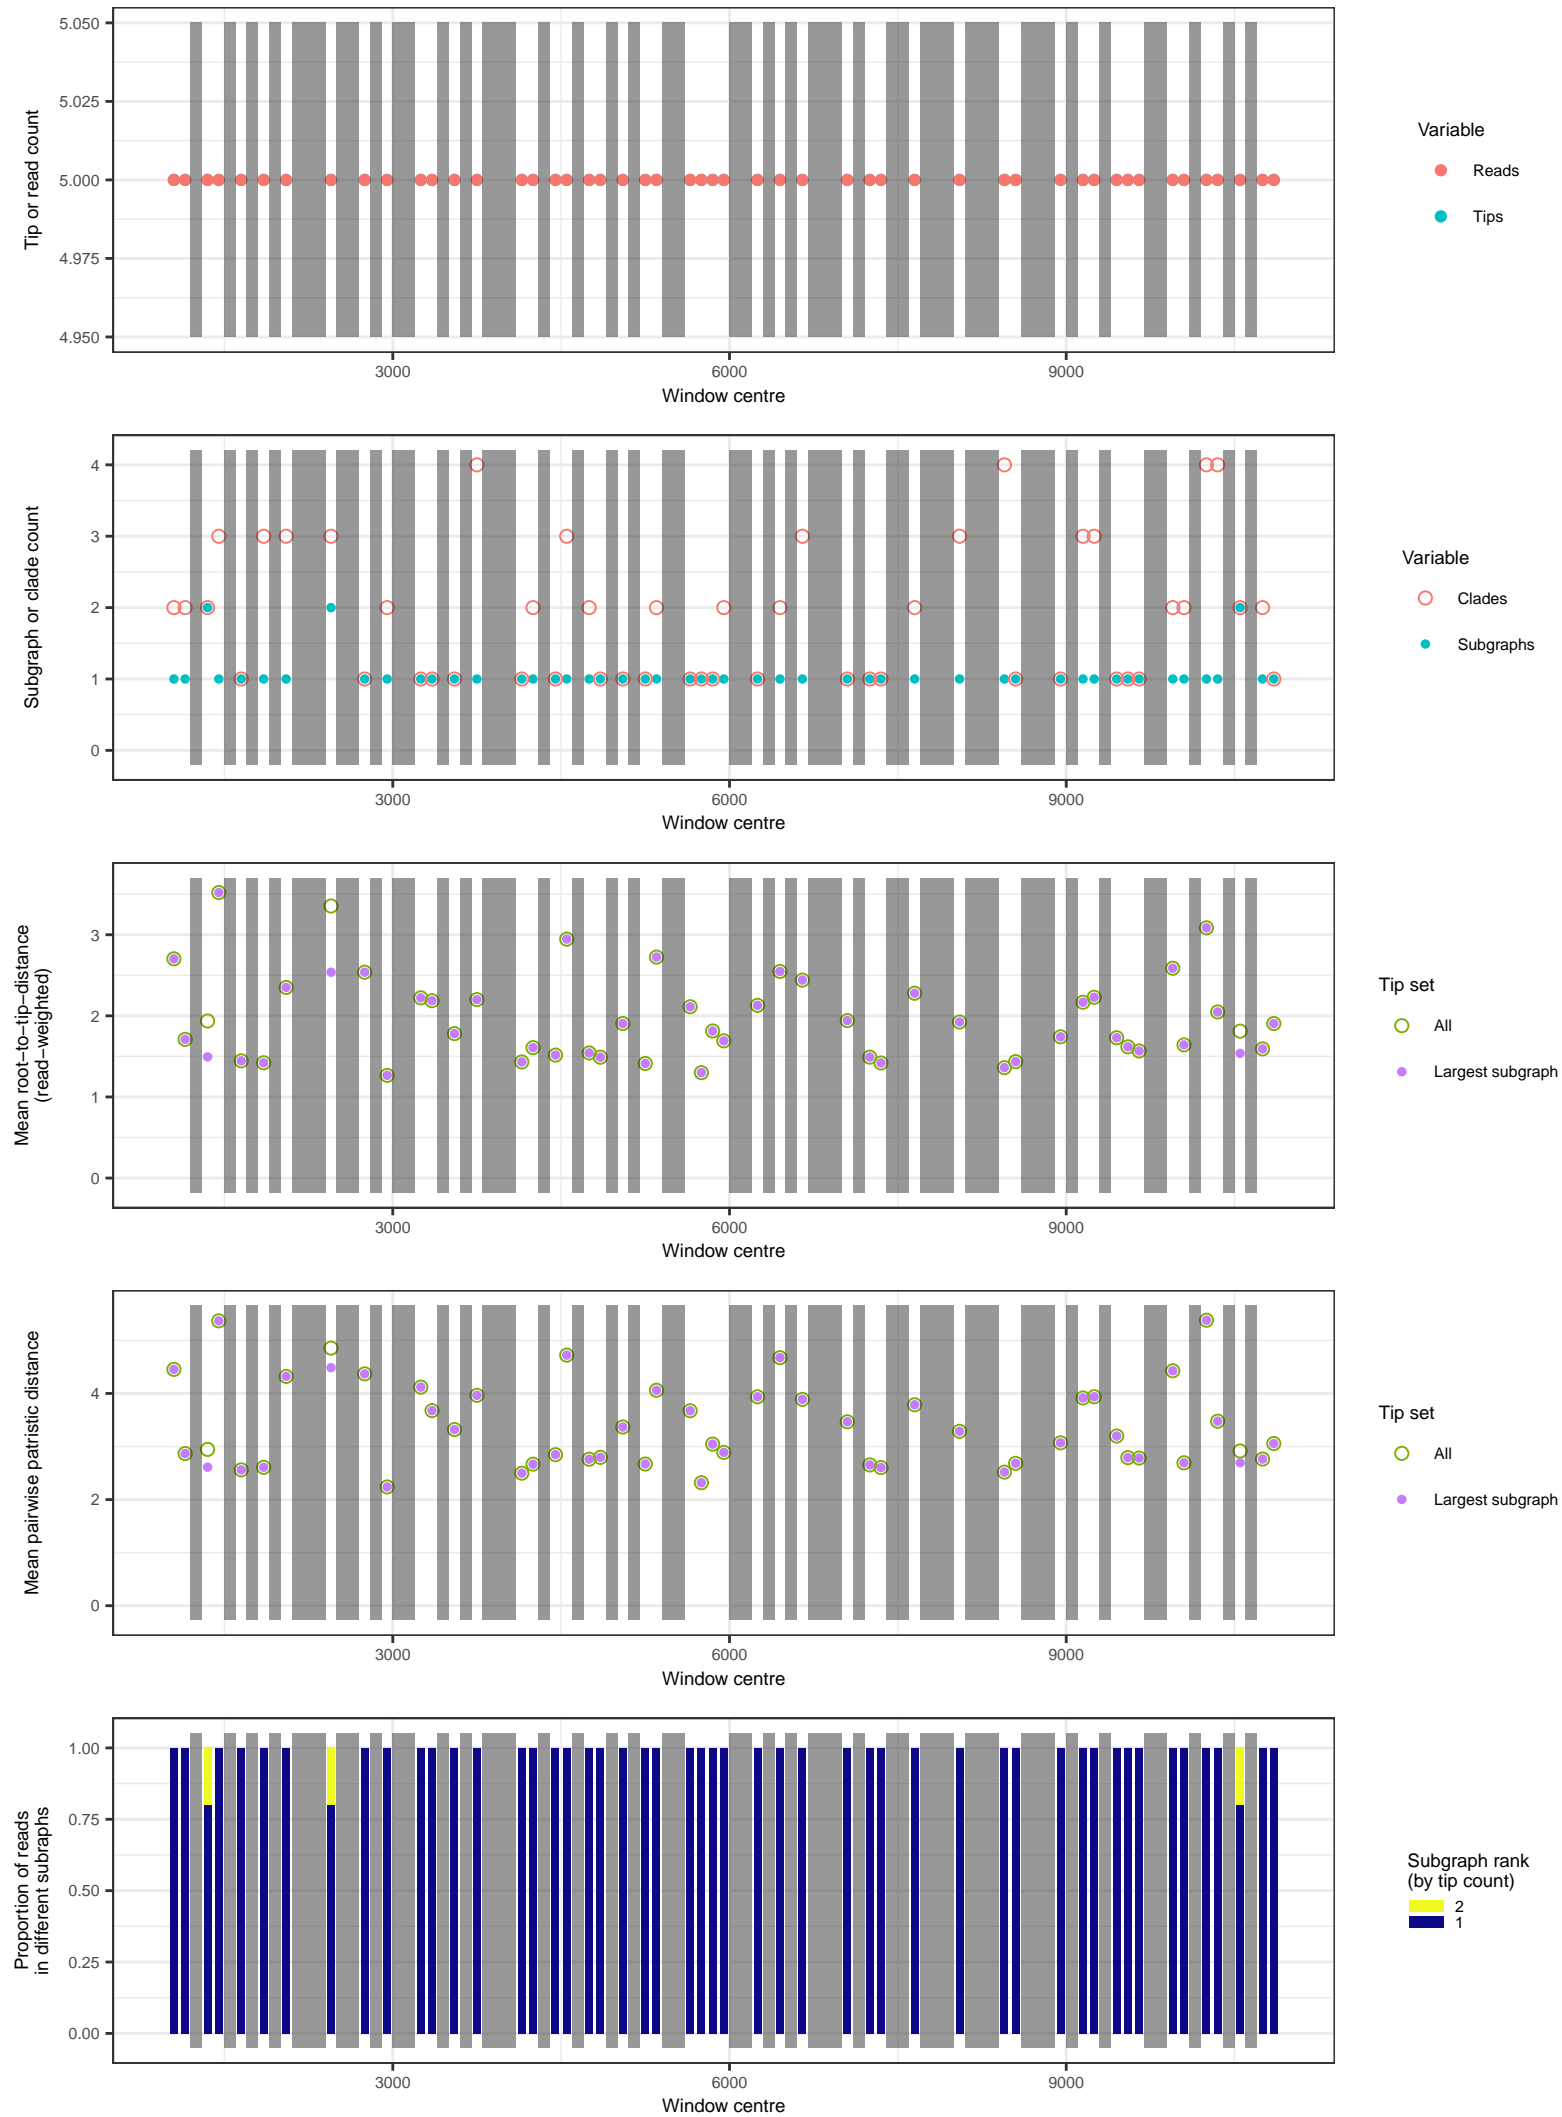 5.050
5.025
5.000
4.975
4.950
Tip or read count
3000
6000
9000
Window centre
Variable
Reads
Tips
4
3
2
1
0
Subgraph or clade count
3000
6000
9000
Window centre
Variable
Clades
Subgraphs
3
2
1
0
Mean root−to−tip−distance
(read−weighted)
3000
6000
9000
Window centre
Tip set
All
Largest subgraph
4
2
0
Mean pairwise patristic distance
3000
6000
9000
Window centre
Tip set
All
Largest subgraph
1.00
0.75
0.50
0.25
0.00
Proportion of reads
in different subraphs
3000
6000
9000
Window centre
Subgraph rank
(by tip count)
2
1